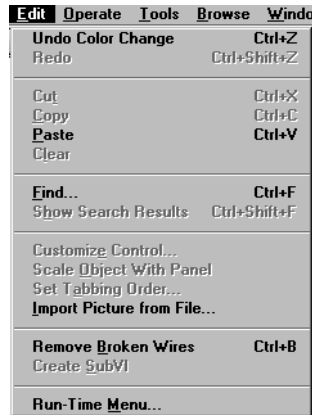 Edit Operate Tools Browse Windo
Undo Color Change Ctrl+Z
Redo Ctrl+Shift+Z
Cut Ctrl+X
Copy Ctrl+C
Paste Ctrl+V
Clear
Find... Ctrl+F
Show Search Results Ctrl+Shift+F
Customize Control...
Scale Object With Panel
Set Tabbing Order...
Import Picture from File...
Remove Broken Wires Ctrl+B
Create SubVI
Run-Time Menu...